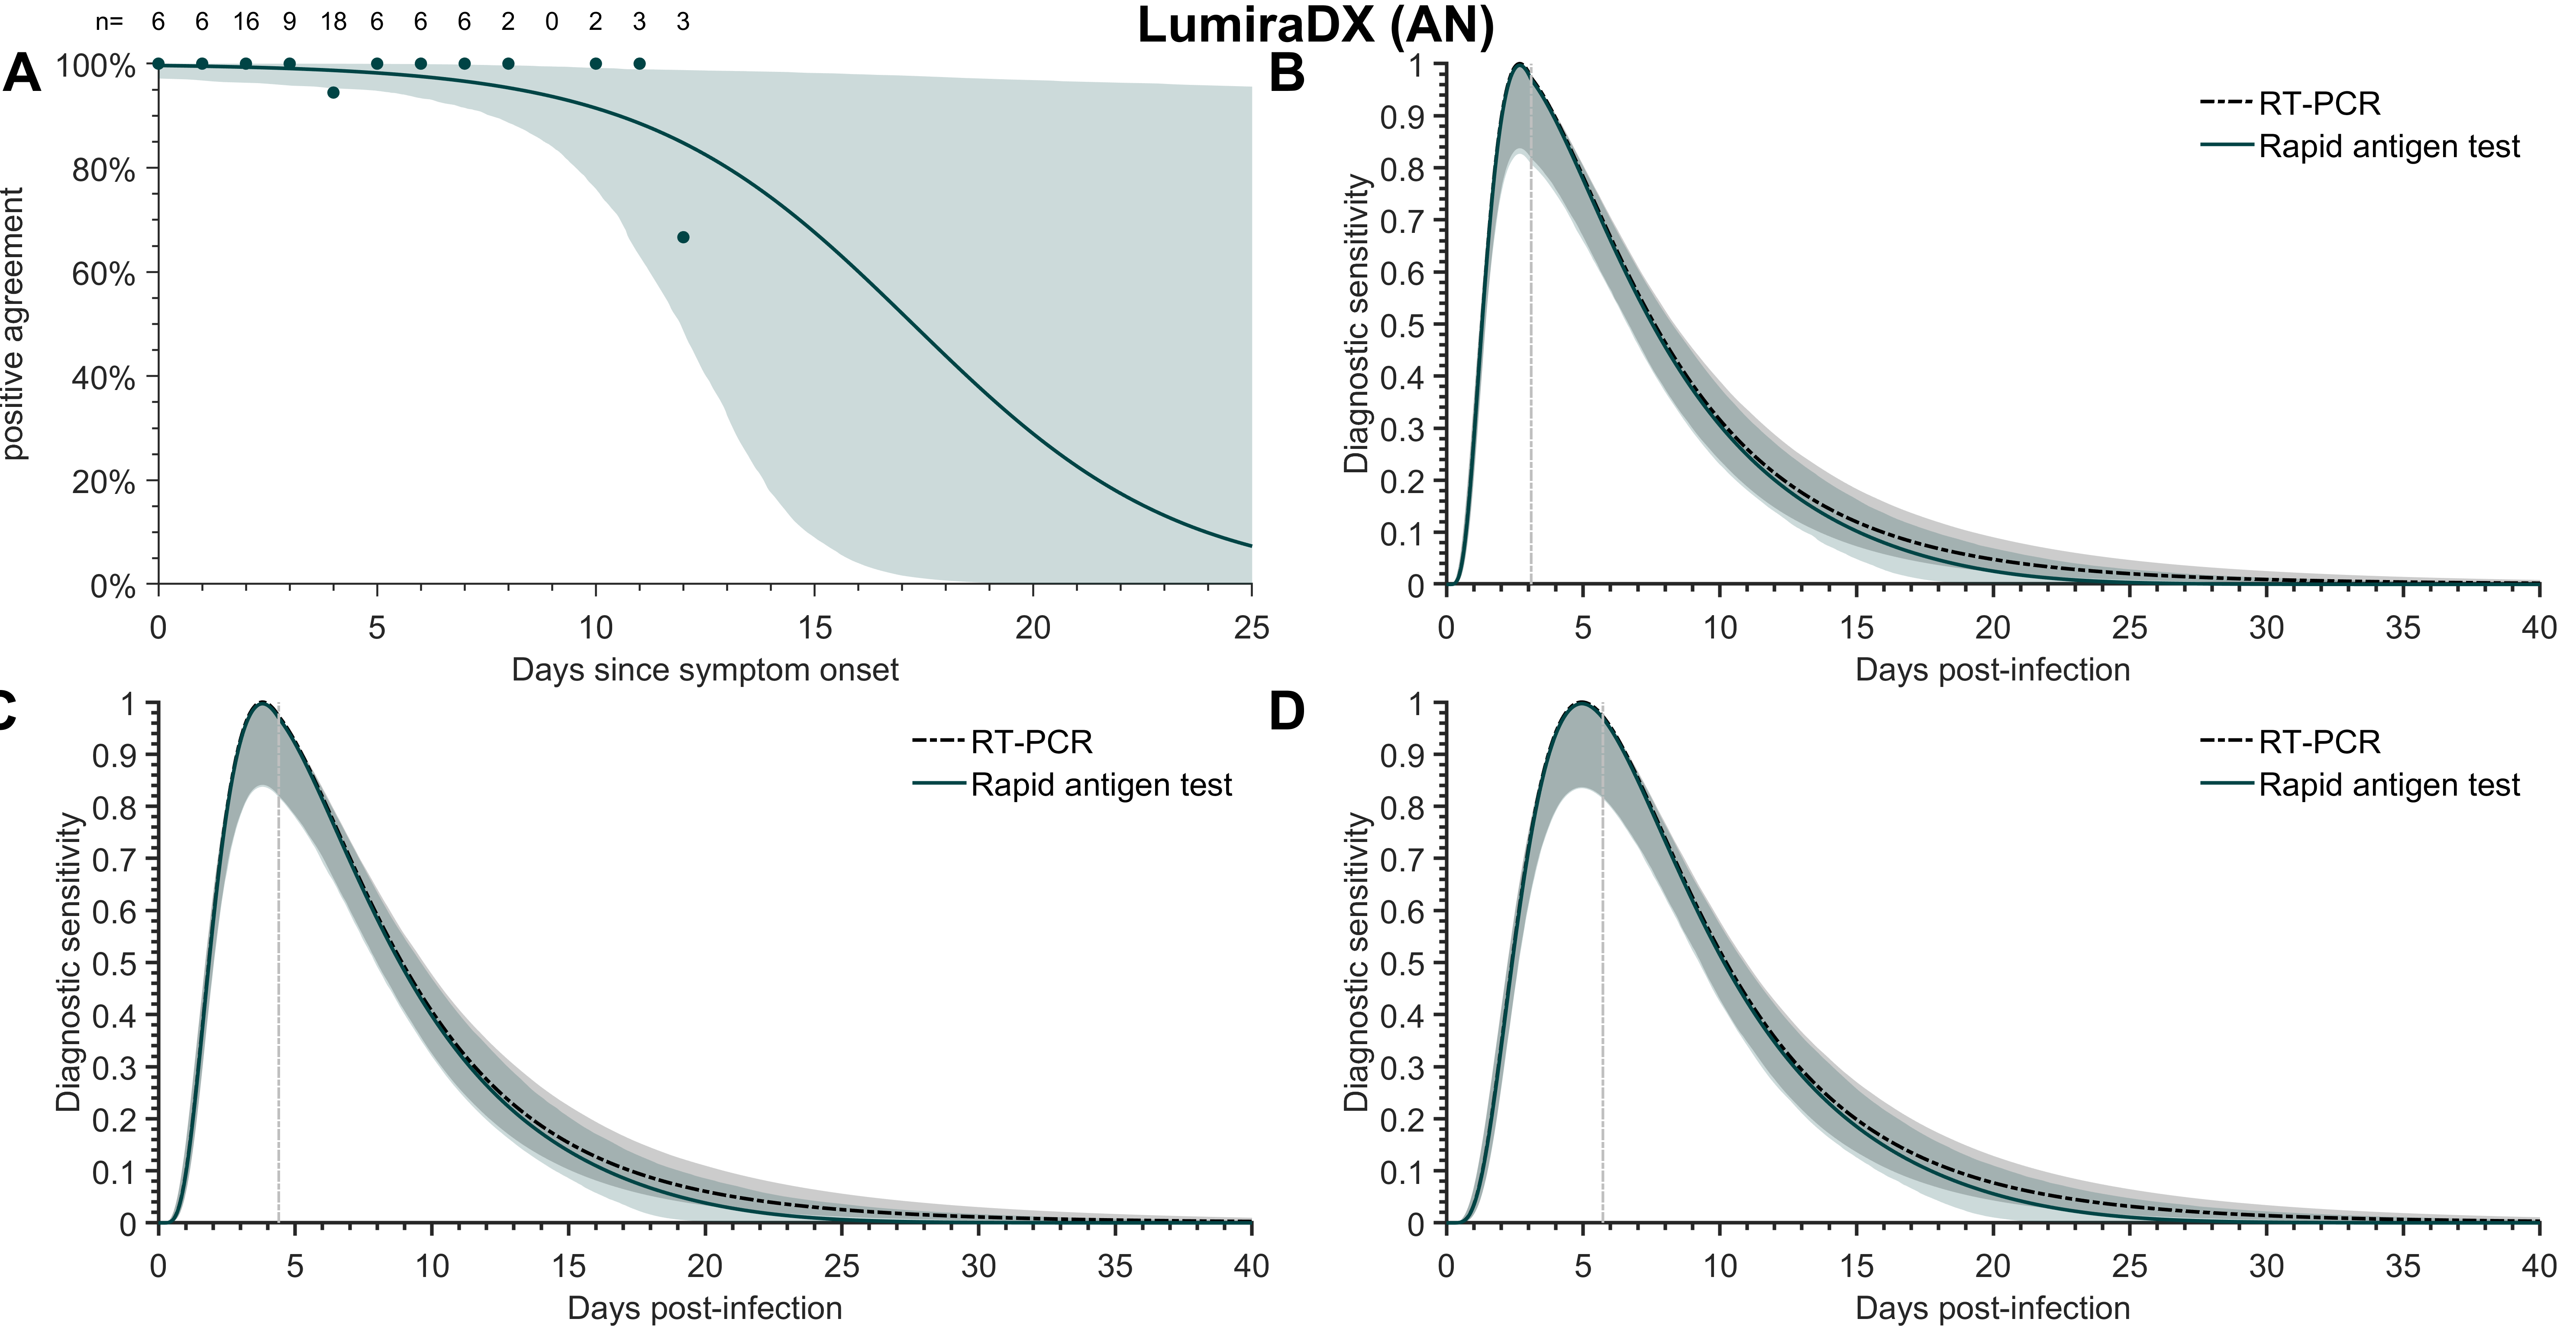 LumiraDX (AN)
n= 6 6 16 9 18 6 6 6 2 0 2 3 3
A
100%
80%
60%
40%
20%
0%
positive agreement
0 5 10 15 20 25
Days since symptom onset
B
1
0.9
0.8
0.7
0.6
0.5
0.4
0.3
0.2
0.1
0
Diagnostic sensitivity
RT-PCR
Rapid antigen test
0 5 10 15 20 25 30 35 40
Days post-infection
C
1
0.9
0.8
0.7
0.6
0.5
0.4
0.3
0.2
0.1
0
Diagnostic sensitivity
RT-PCR
Rapid antigen test
0 5 10 15 20 25 30 35 40
Days post-infection
D
1
0.9
0.8
0.7
0.6
0.5
0.4
0.3
0.2
0.1
0
Diagnostic sensitivity
RT-PCR
Rapid antigen test
0 5 10 15 20 25 30 35 40
Days post-infection